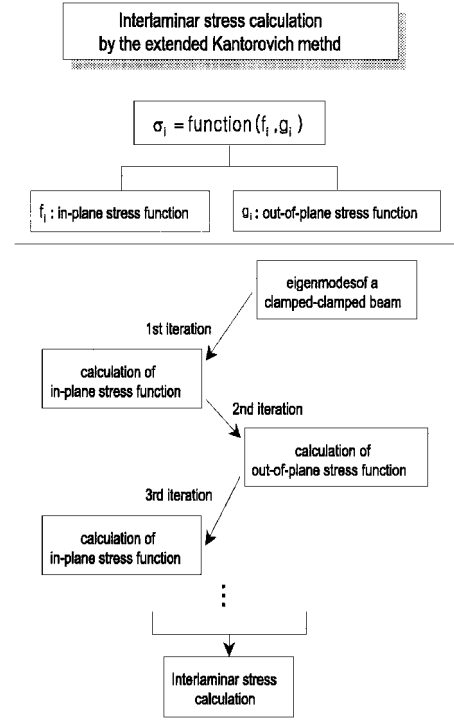 Interlaminar stress calculation
by the extended Kantorovich methd
σi = function(fi ,gi)
fi : in-plane stress function
gi : out-of-plane stress function
eigenmodesof a
clamped-clamped beam
1st iteration
calculation of
in-plane stress function
2nd iteration
calculation of
out-of-plane stress function
3rd iteration
calculation of
in-plane stress function
Interlaminar stress
calculation